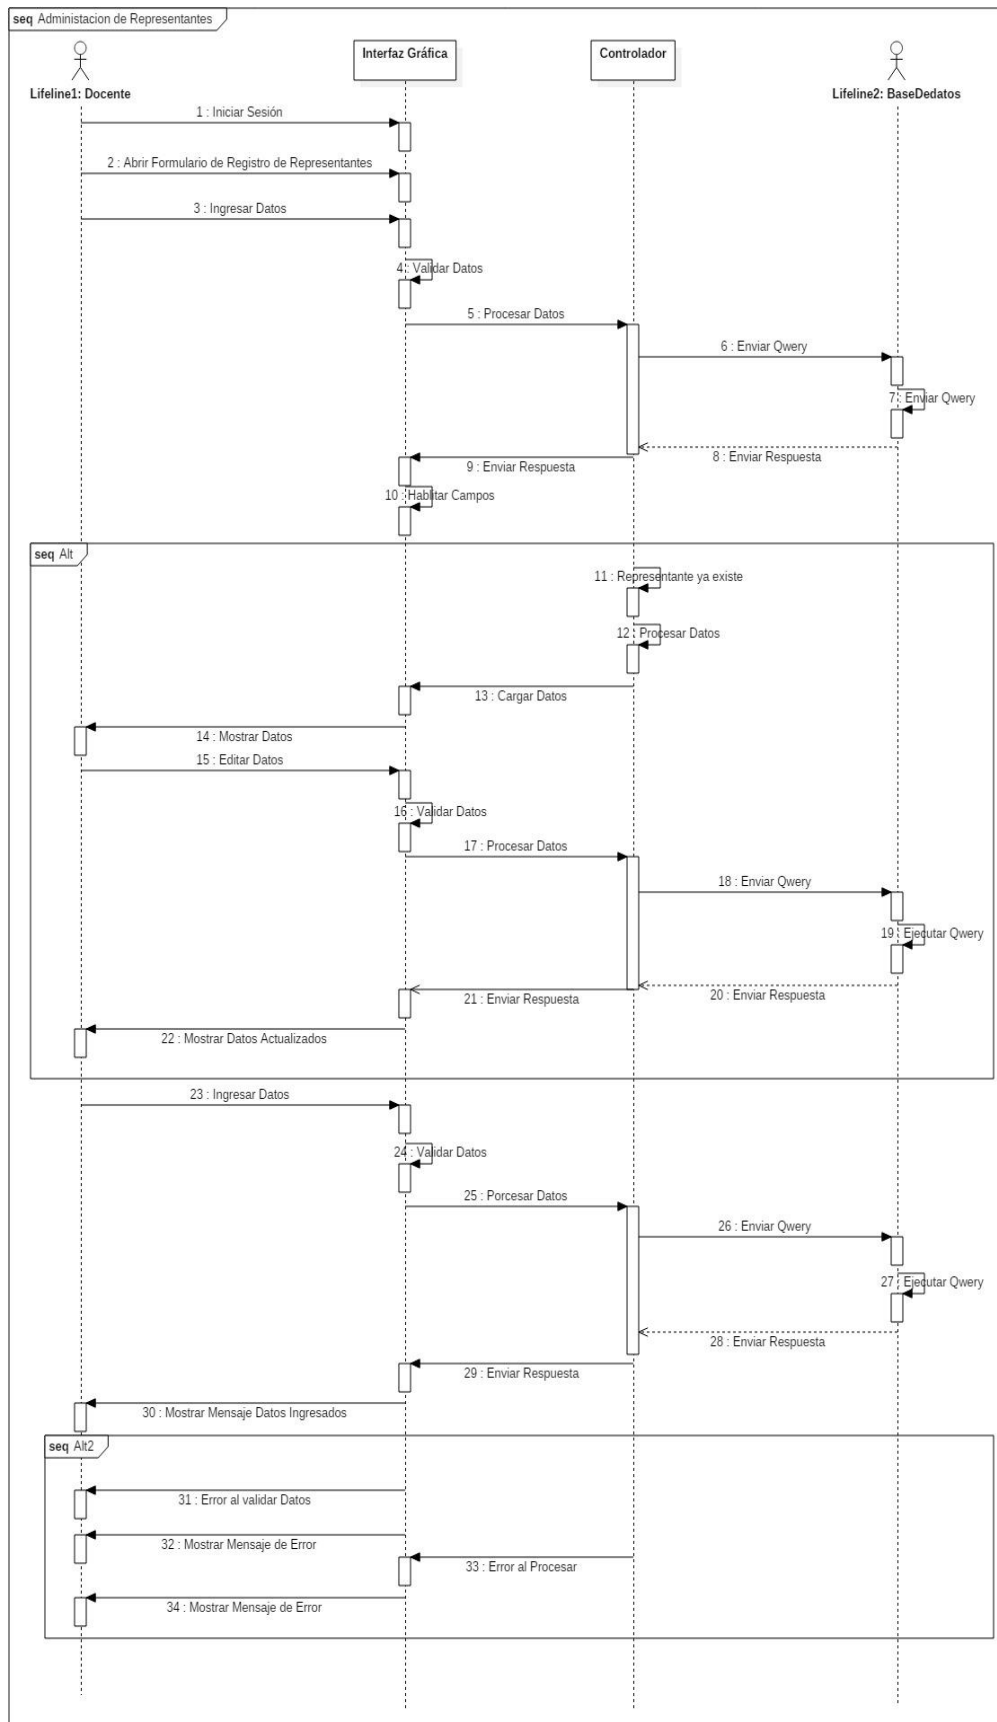 seq Administacion de Representantes
Interfaz Gráfica
Controlador
Lifeline1: Docente
Lifeline2: BaseDedatos
1 : Iniciar Sesión
2 : Abrir Formulario de Registro de Representantes
3 : Ingresar Datos
4 : Validar Datos
5 : Procesar Datos
6 : Enviar Qwery
7 : Enviar Qwery
8 : Enviar Respuesta
9 : Enviar Respuesta
10 : Hablitar Campos
seq Alt
11 : Representante ya existe
12 : Procesar Datos
13 : Cargar Datos
14 : Mostrar Datos
15 : Editar Datos
16 : Validar Datos
17 : Procesar Datos
18 : Enviar Qwery
19 : Ejecutar Qwery
20 : Enviar Respuesta
21 : Enviar Respuesta
22 : Mostrar Datos Actualizados
23 : Ingresar Datos
24 : Validar Datos
25 : Porcesar Datos
26 : Enviar Qwery
27 : Ejecutar Qwery
28 : Enviar Respuesta
29 : Enviar Respuesta
30 : Mostrar Mensaje Datos Ingresados
seq Alt2
31 : Error al validar Datos
32 : Mostrar Mensaje de Error
33 : Error al Procesar
34 : Mostrar Mensaje de Error